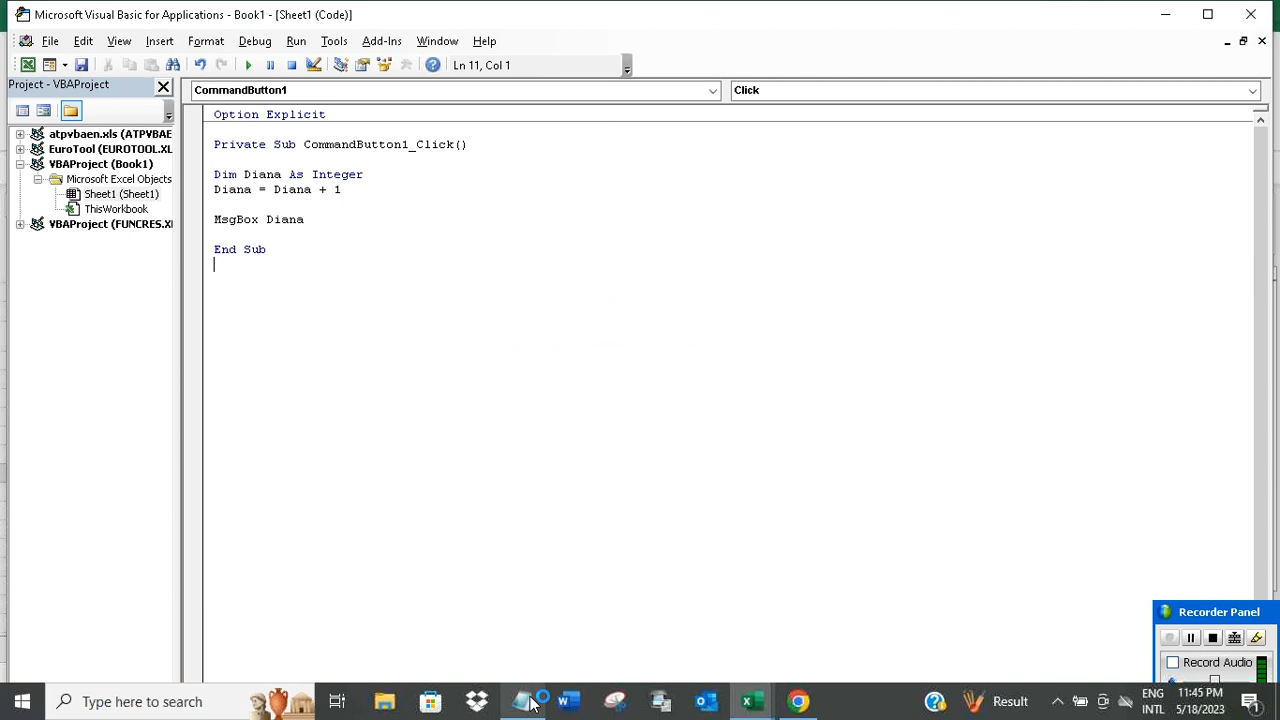 Microsoft Visual Basic for Applications - Book1 - [Sheet1 (Code)]
File Edit View Insert Format Debug Run Tools Add-Ins Window Help
Ln 11, Col 1
Project - VBAProject
CommandButton1
Click
atpvbaen.xls (ATPVBAE
EuroTool (EUROTOOL.XL
VBAProject (Book1)
Microsoft Excel Objects
Sheet1 (Sheet1)
ThisWorkbook
VBAProject (FUNCRES.XL
Option Explicit
Private Sub CommandButton1_Click()
Dim Diana As Integer
Diana = Diana + 1
MsgBox Diana
End Sub
Recorder Panel
Record Audio
Type here to search
Result
ENG
INTL
11:45 PM
5/18/2023
1